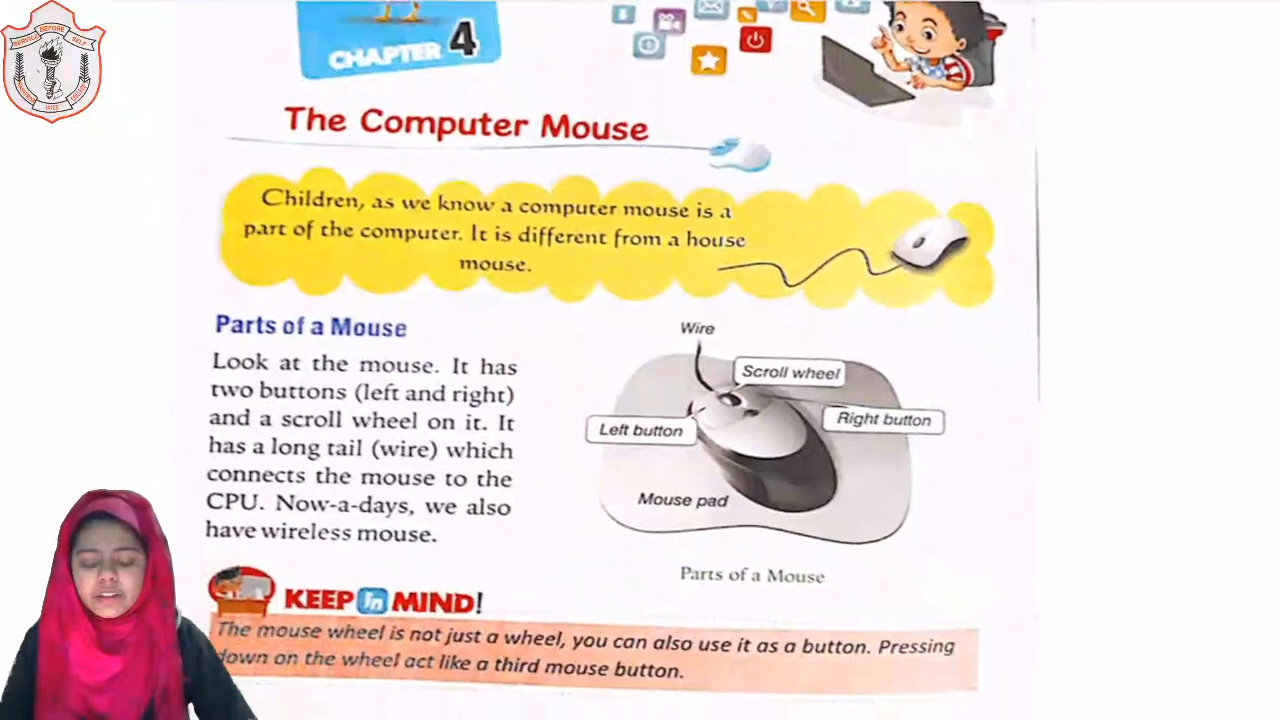 SERVICE BEFORE SELF
CHAPTER 4
The Computer Mouse
Children, as we know a computer mouse is a
part of the computer. It is different from a house
mouse.
Parts of a Mouse
Look at the mouse. It has
two buttons (left and right)
and a scroll wheel on it. It
has a long tail (wire) which
connects the mouse to the
CPU. Now-a-days, we also
have wireless mouse.
Wire
Scroll wheel
Right button
Left button
Mouse pad
Parts of a Mouse
KEEP in MIND!
The mouse wheel is not just a wheel, you can also use it as a button. Pressing
down on the wheel act like a third mouse button.